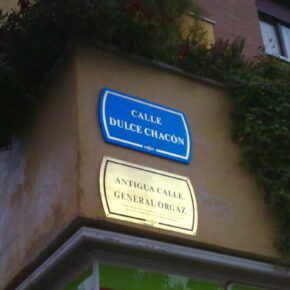 CALLE
DULCE CHACÓN
ANTIGUA CALLE
GENERAL ORGAZ